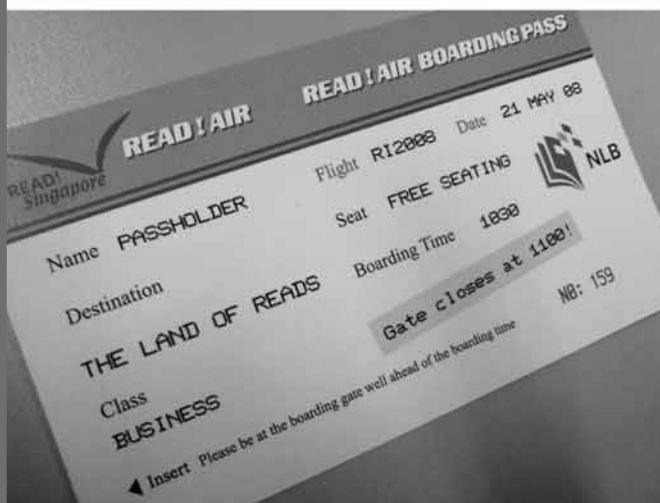 READ! Singapore
READ!AIR
READ!AIR BOARDING PASS
Name PASSHOLDER
Flight RI2008 Date 21 MAY 08
Destination
Seat FREE SEATING
NLB
THE LAND OF READS
Boarding Time 1030
Class
Gate closes at 1100!
BUSINESS
NB: 159
Insert Please be at the boarding gate well ahead of the boarding time